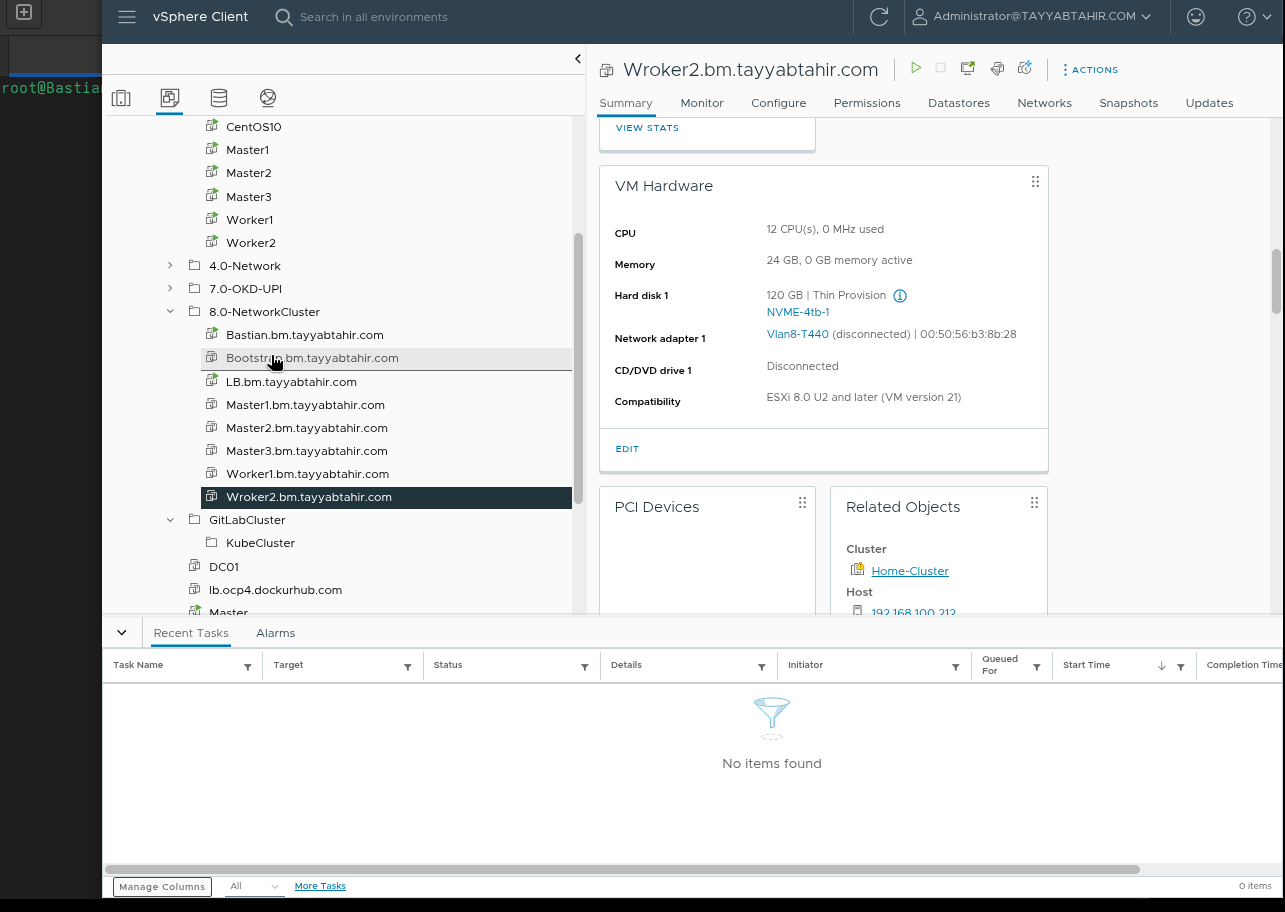 vSphere Client
Search in all environments
Administrator@TAYYABTAHIR.COM
root@Bastian
Wroker2.bm.tayyabtahir.com
ACTIONS
Summary Monitor Configure Permissions Datastores Networks Snapshots Updates
CentOS10
Master1
Master2
Master3
Worker1
Worker2
4.0-Network
7.0-OKD-UPI
8.0-NetworkCluster
Bastian.bm.tayyabtahir.com
Bootstrap.bm.tayyabtahir.com
LB.bm.tayyabtahir.com
Master1.bm.tayyabtahir.com
Master2.bm.tayyabtahir.com
Master3.bm.tayyabtahir.com
Worker1.bm.tayyabtahir.com
Wroker2.bm.tayyabtahir.com
GitLabCluster
KubeCluster
DC01
lb.ocp4.dockurhub.com
Master
VIEW STATS
VM Hardware
CPU 12 CPU(s), 0 MHz used
Memory 24 GB, 0 GB memory active
Hard disk 1 120 GB | Thin Provision
NVME-4tb-1
Network adapter 1 Vlan8-T440 (disconnected) | 00:50:56:b3:8b:28
CD/DVD drive 1 Disconnected
Compatibility ESXi 8.0 U2 and later (VM version 21)
EDIT
PCI Devices
Related Objects
Cluster
Home-Cluster
Host
192.168.100.212
Recent Tasks Alarms
Task Name Target Status Details Initiator Queued For Start Time Completion Time
No items found
Manage Columns All More Tasks 0 items